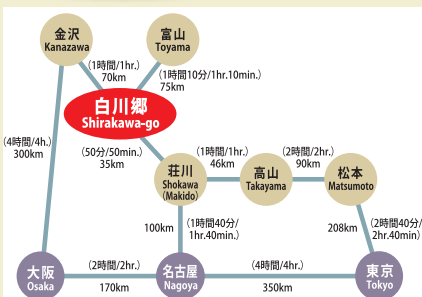 金沢
Kanazawa
富山
Toyama
(1時間/1hr.)
70km
(1時間10分/1hr.10min.)
75km
白川郷
Shirakawa-go
(4時間/4h.)
300km
(50分/50min.)
35km
荘川
Shokawa
(Makido)
(1時間/1hr.)
46km
高山
Takayama
(2時間/2hr.)
90km
松本
Matsumoto
100km
(1時間40分/
1hr.40min.)
208km
(2時間40分/
2hr.40min)
大阪
Osaka
(2時間/2hr.)
170km
名古屋
Nagoya
(4時間/4hr.)
350km
東京
Tokyo